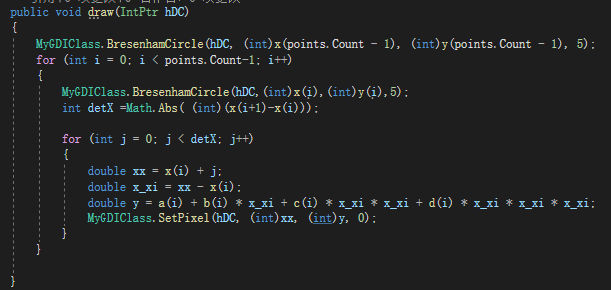 public void draw(IntPtr hDC)
{
MyGDIClass.BresenhamCircle(hDC, (int)x(points.Count - 1), (int)y(points.Count - 1), 5);
for (int i = 0; i < points.Count-1; i++)
{
MyGDIClass.BresenhamCircle(hDC,(int)x(i),(int)y(i),5);
int detX =Math.Abs( (int)(x(i+1)-x(i)));
for (int j = 0; j < detX; j++)
{
double xx = x(i) + j;
double x_xi = xx - x(i);
double y = a(i) + b(i) * x_xi + c(i) * x_xi * x_xi + d(i) * x_xi * x_xi * x_xi;
MyGDIClass.SetPixel(hDC, (int)xx, (int)y, 0);
}
}
}